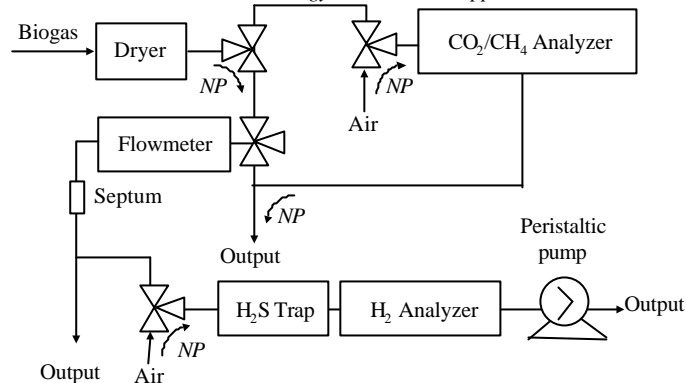 Biogas
Dryer
CO₂/CH₄ Analyzer
NP
NP
Air
Flowmeter
Septum
NP
Output
Peristaltic
pump
H₂S Trap
H₂ Analyzer
Output
NP
Output
Air